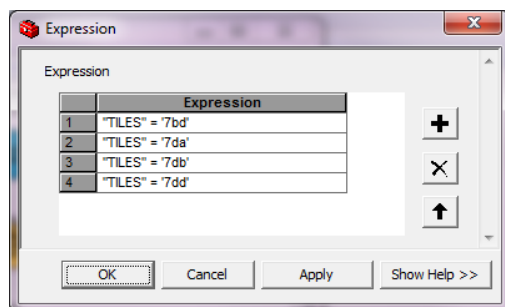 Expression
Expression
Expression
1 "TILES" = '7bd'
2 "TILES" = '7da'
3 "TILES" = '7db'
4 "TILES" = '7dd'
OK Cancel Apply Show Help >>